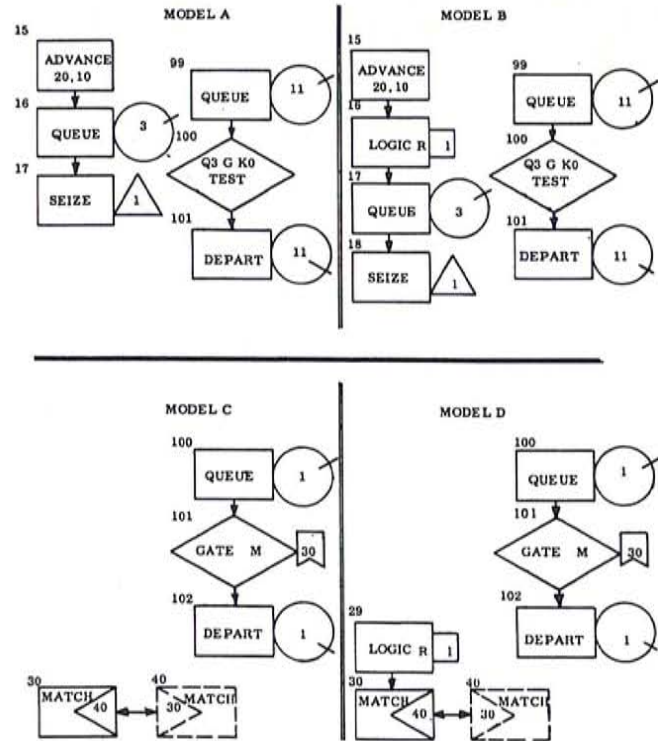 MODEL A
15
ADVANCE
20,10
16
QUEUE
3
17
SEIZE
1
99
QUEUE
11
100
Q3 G K0
TEST
101
DEPART
11
MODEL B
15
ADVANCE
20,10
16
LOGIC R
1
17
QUEUE
3
18
SEIZE
1
99
QUEUE
11
100
Q3 G K0
TEST
101
DEPART
11
MODEL C
100
QUEUE
1
101
GATE M
30
102
DEPART
1
30
MATCH
40
40
MATCH
30
MODEL D
100
QUEUE
1
101
GATE M
30
102
DEPART
1
29
LOGIC R
1
30
MATCH
40
40
MATCH
30